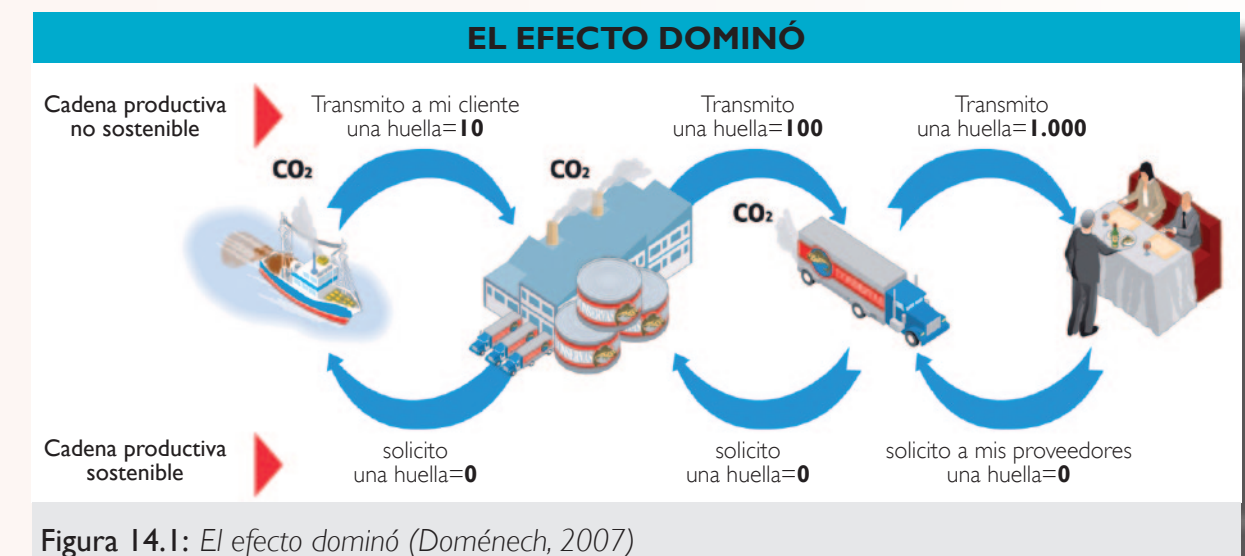 EL EFECTO DOMINÓ
Cadena productiva
no sostenible
Transmito a mi cliente
una huella=10
Transmito
una huella=100
Transmito
una huella=1.000
CO₂
CO₂
CO₂
CONSERVAS
Cadena productiva
sostenible
solicito
una huella=0
solicito
una huella=0
solicito a mis proveedores
una huella=0
Figura 14.1: El efecto dominó (Doménech, 2007)